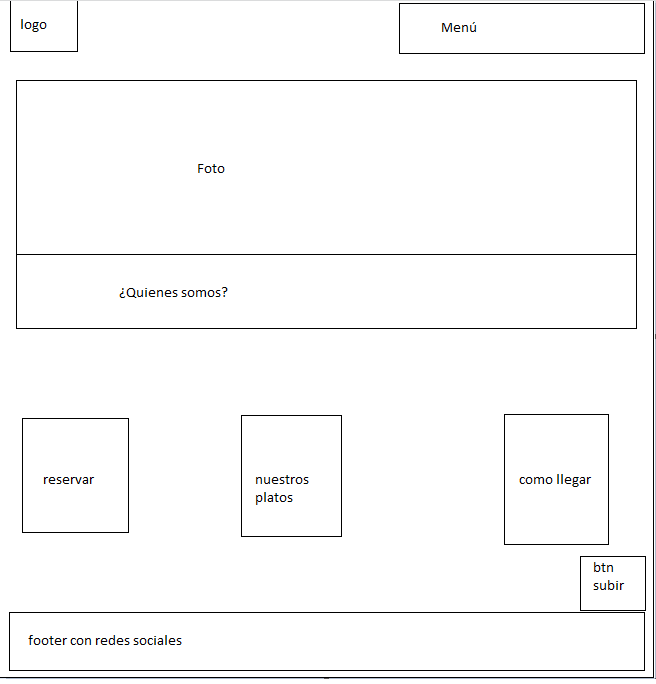 logo
Menú
Foto
¿Quienes somos?
reservar
nuestros
platos
como llegar
btn
subir
footer con redes sociales